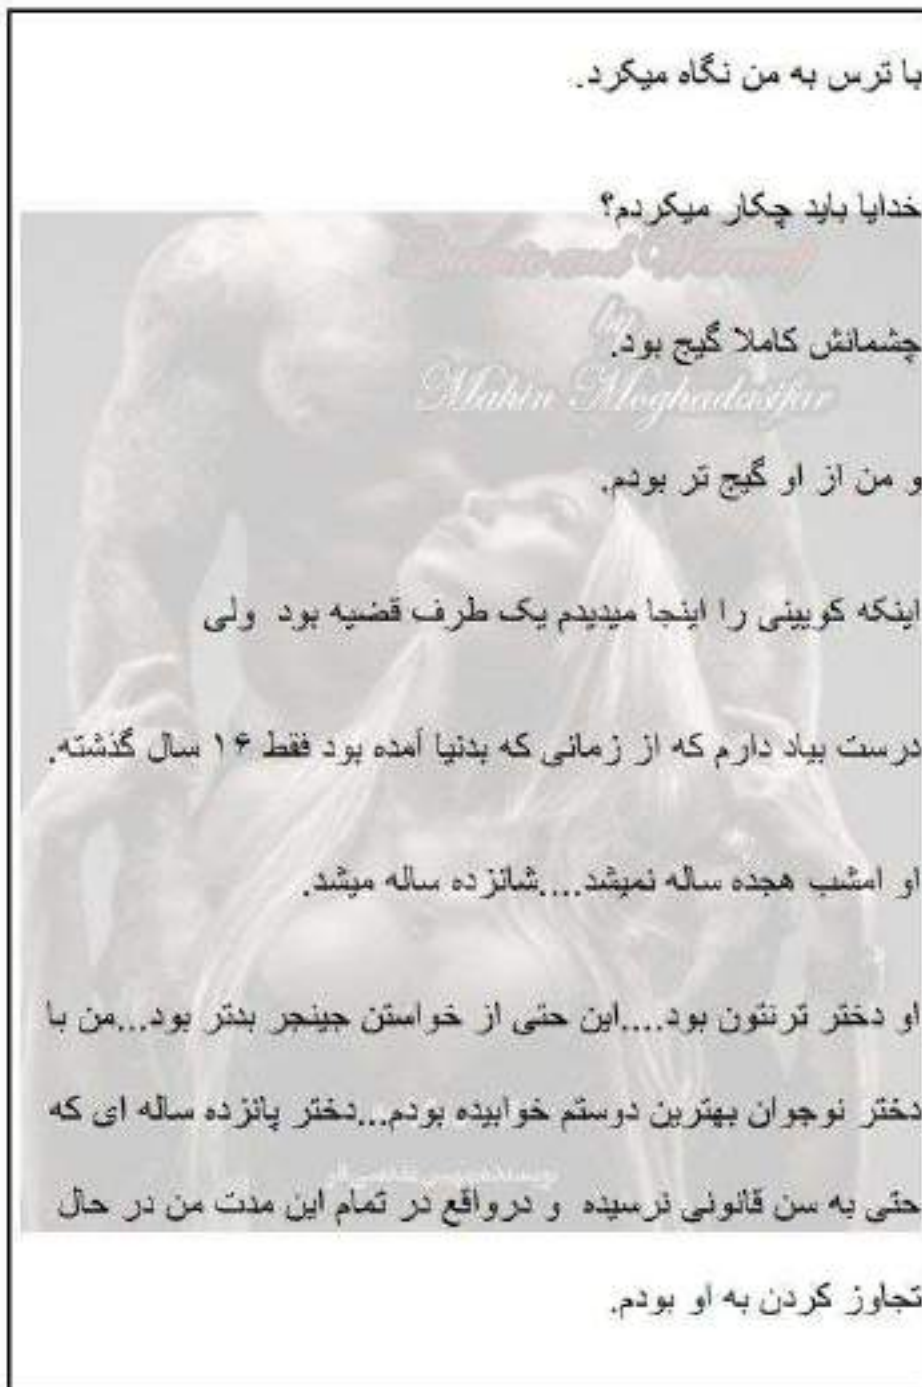 با ترس به من نگاه میکرد.
خدایا باید چکار میکردم؟
چشمانش کاملا گیج بود.
by
Mahin Moghadasifar
و من از او گیج تر بودم.
اینکه کویینی را اینجا میدیدم یک طرف قضیه بود ولی
درست بیاد دارم که از زمانی که بدنیا آمده بود فقط ۱۶ سال گذشته.
او امشب هجده ساله نمیشد....شانزده ساله میشد.
او دختر ترنتون بود....این حتی از خواستن جینجر بدتر بود...من با
دختر نوجوان بهترین دوستم خوابیده بودم...دختر پانزده ساله ای که
حتی به سن قانونی نرسیده و درواقع در تمام این مدت من در حال
تجاوز کردن به او بودم.